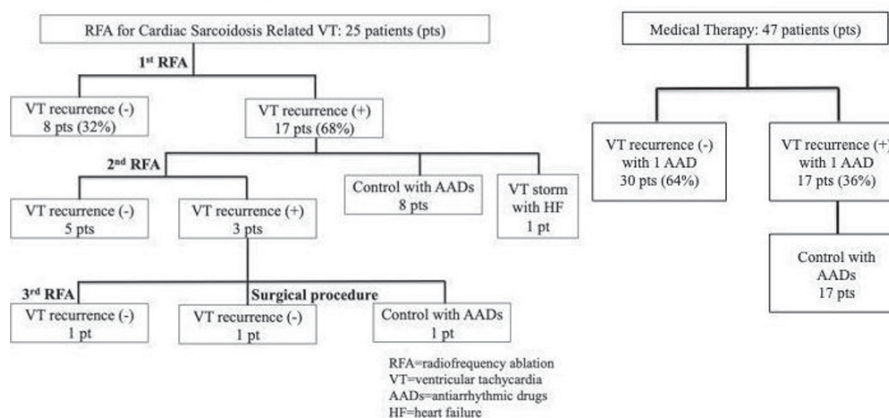 RFA for Cardiac Sarcoidosis Related VT: 25 patients (pts)
1st RFA
VT recurrence (-)
8 pts (32%)
VT recurrence (+)
17 pts (68%)
2nd RFA
VT recurrence (-)
5 pts
VT recurrence (+)
3 pts
Control with AADs
8 pts
VT storm
with HF
1 pt
3rd RFA
Surgical procedure
VT recurrence (-)
1 pt
VT recurrence (-)
1 pt
Control with AADs
1 pt
RFA=radiofrequency ablation
VT=ventricular tachycardia
AADs=antiarrhythmic drugs
HF=heart failure
Medical Therapy: 47 patients (pts)
VT recurrence (-)
with 1 AAD
30 pts (64%)
VT recurrence (+)
with 1 AAD
17 pts (36%)
Control with
AADs
17 pts